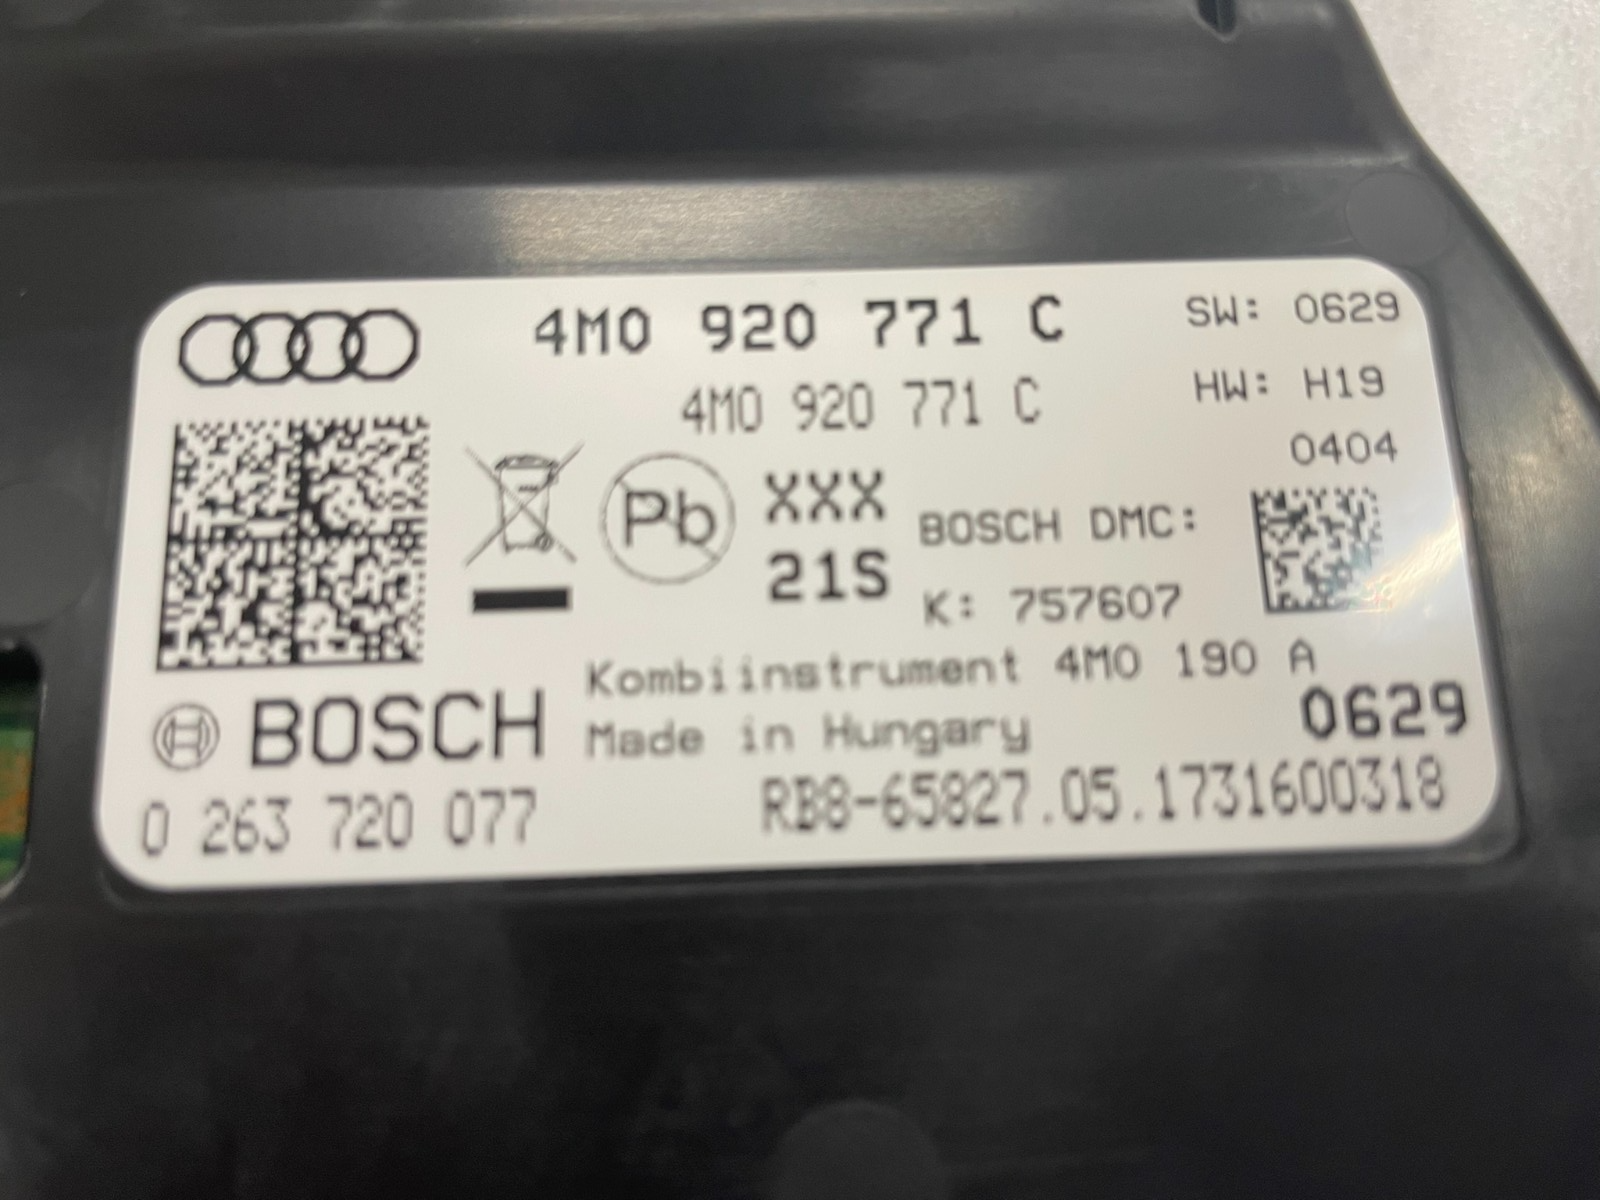 4M0 920 771 C
SW: 0629
4M0 920 771 C
HW: H19
0404
Pb
XXX
21S
BOSCH DMC:
K: 757607
Kombiinstrument 4M0 190 A
BOSCH
Made in Hungary
0629
0 263 720 077
RB8-65827.05.1731600318